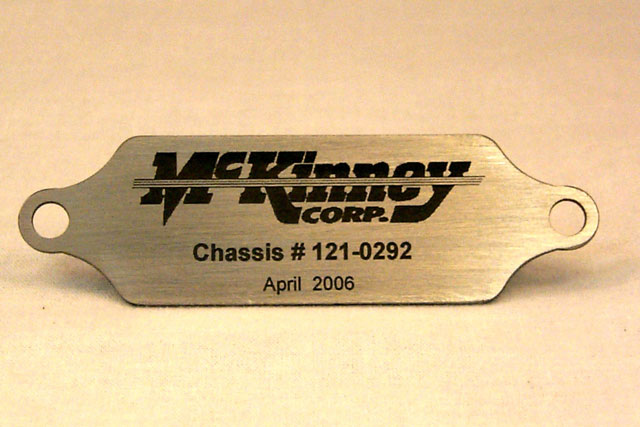 McKinney
CORP.
Chassis # 121-0292
April 2006